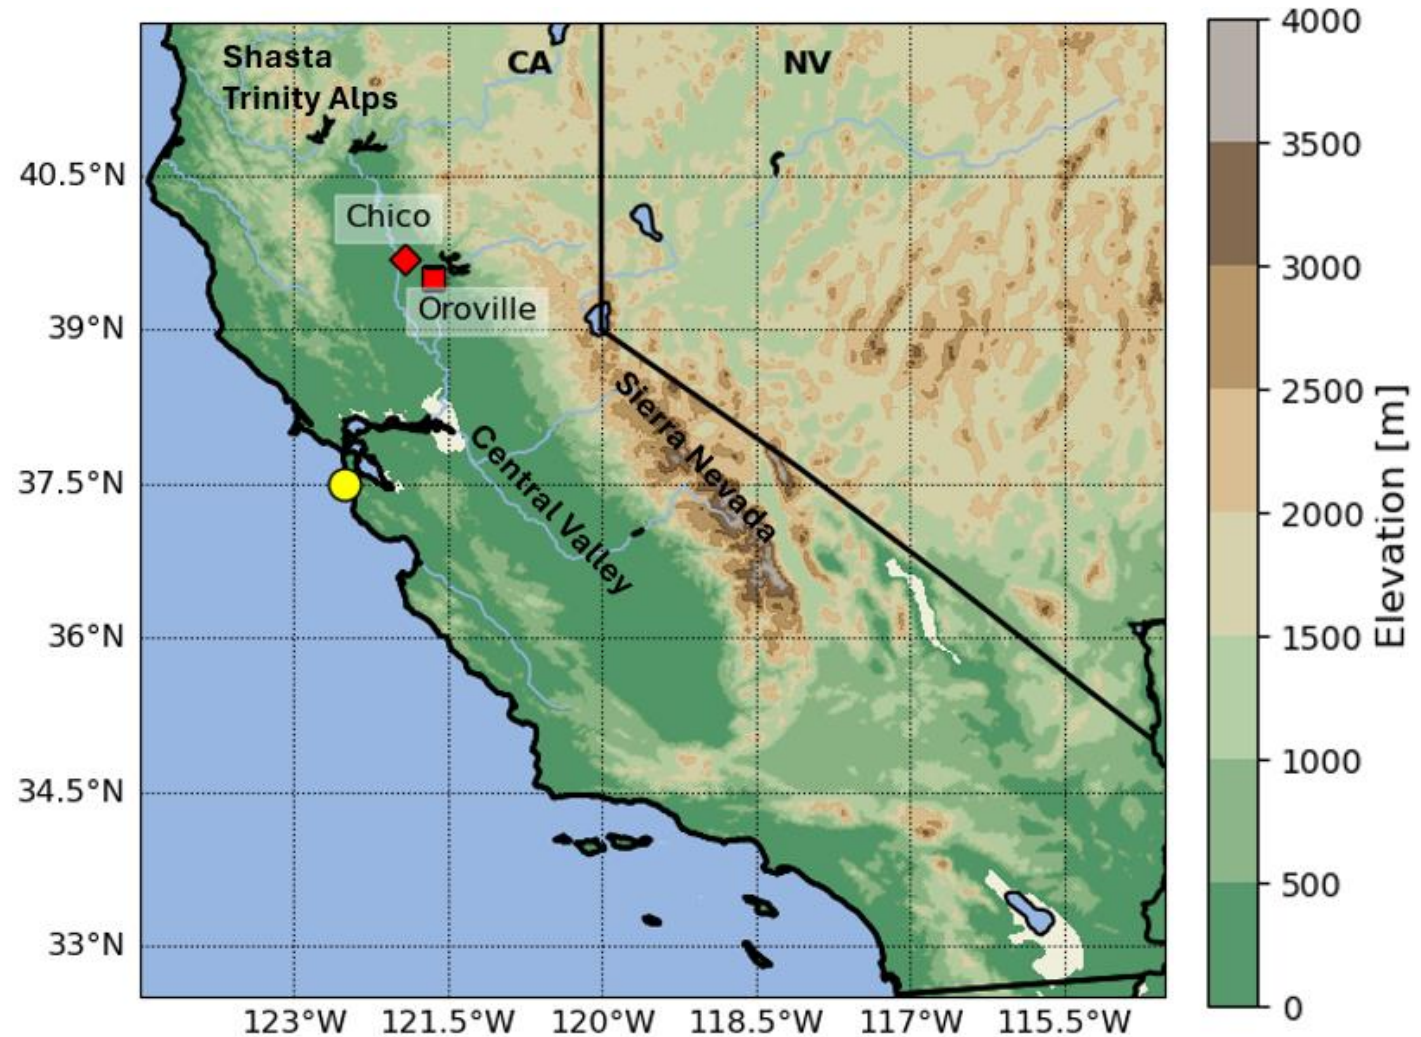 Shasta
Trinity Alps
CA
NV
Chico
Oroville
Sierra Nevada
Central Valley
40.5°N
39°N
37.5°N
36°N
34.5°N
33°N
123°W
121.5°W
120°W
118.5°W
117°W
115.5°W
4000
3500
3000
2500
2000
1500
1000
500
0
Elevation [m]